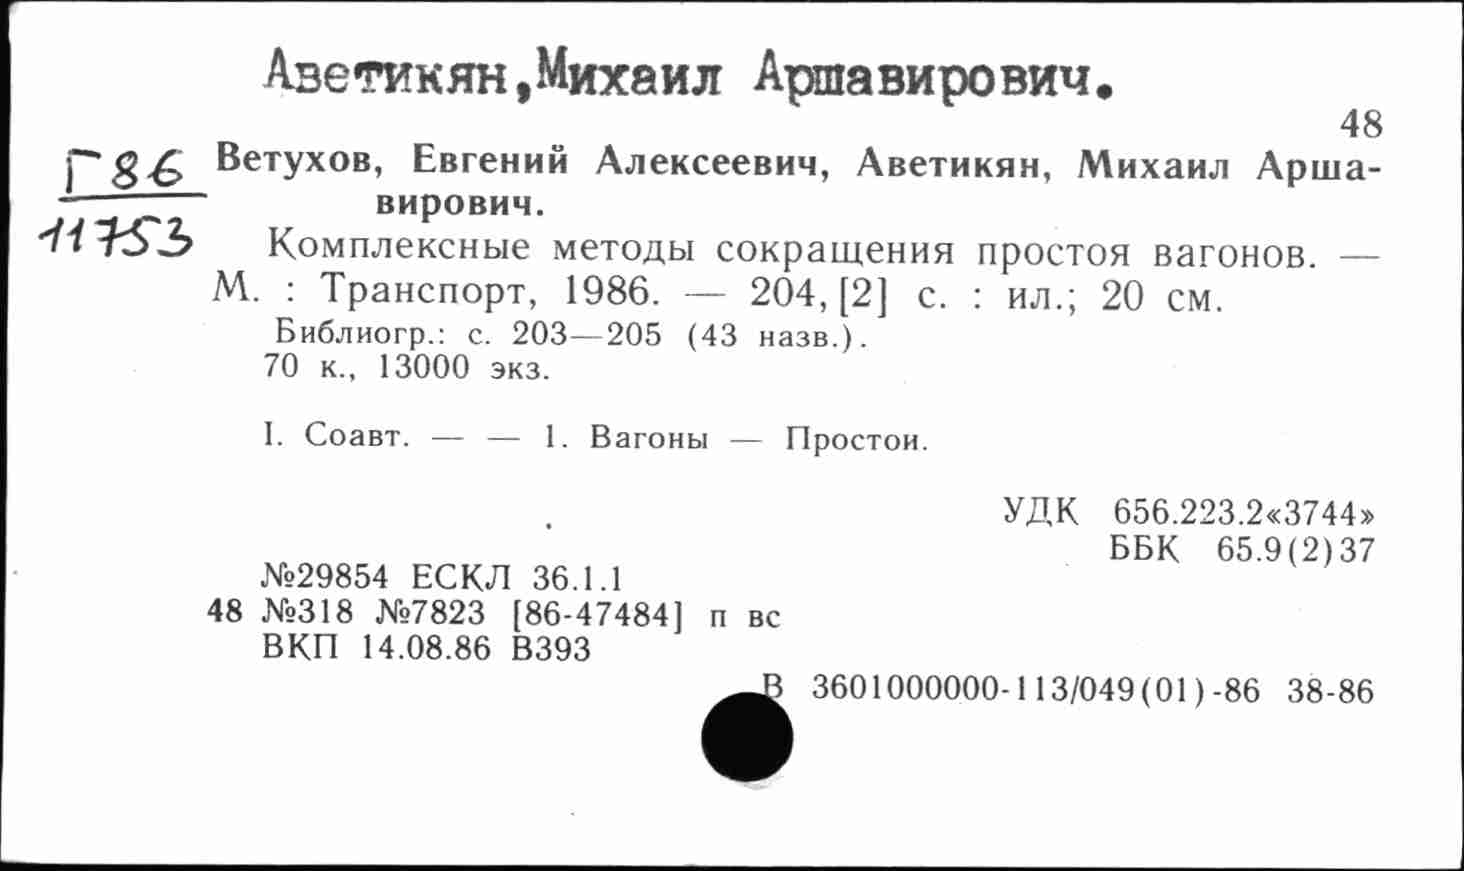 Аветикян,Михаил Аршавирович.
48
Г86
11753
Ветухов, Евгений Алексеевич, Аветикян, Михаил Арша-
вирович.
Комплексные методы сокращения простоя вагонов. —
М. : Транспорт, 1986. — 204, [2] с. : ил.; 20 см.
Библиогр.: с. 203—205 (43 назв.).
70 к., 13000 экз.
I. Соавт. — — 1. Вагоны — Простои.
УДК 656.223.2«3744»
ББК 65.9(2)37
№29854 ЕСКЛ 36.1.1
48 №318 №7823 [86-47484] п вс
ВКП 14.08.86 В393
В 3601000000-113/049(01)-86 38-86